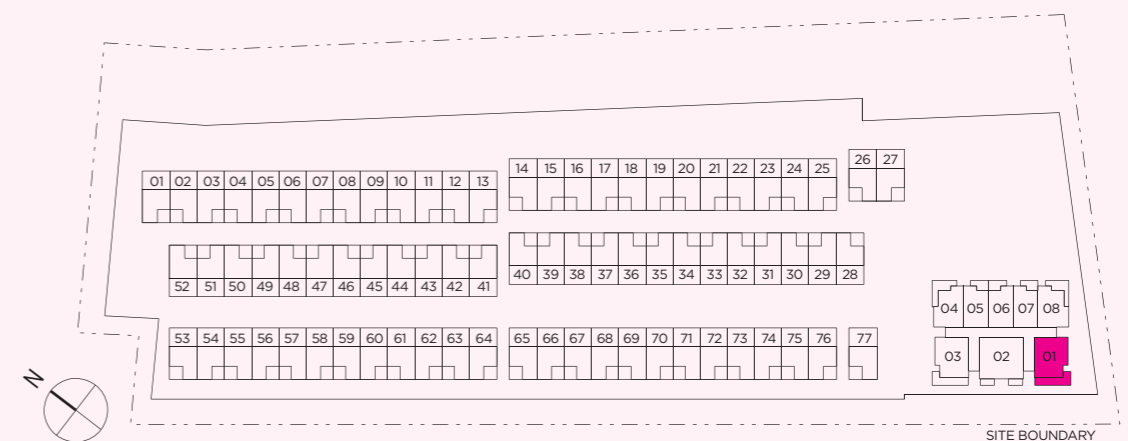 01 02 03 04 05 06 07 08 09 10 11 12 13
14 15 16 17 18 19 20 21 22 23 24 25
26 27
52 51 50 49 48 47 46 45 44 43 42 41
40 39 38 37 36 35 34 33 32 31 30 29 28
53 54 55 56 57 58 59 60 61 62 63 64
65 66 67 68 69 70 71 72 73 74 75 76
77
04 05 06 07 08
03 02 01
N
SITE BOUNDARY